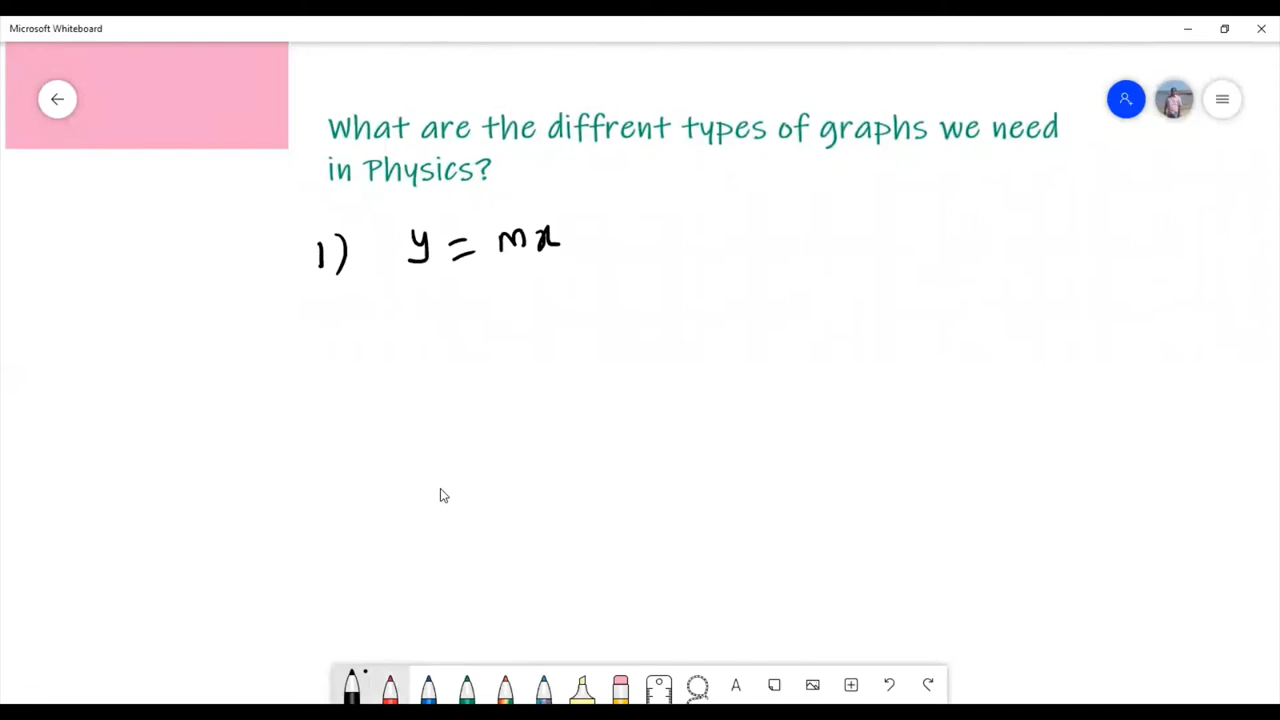 Microsoft Whiteboard
What are the diffrent types of graphs we need
in Physics?
1) y = mx
A